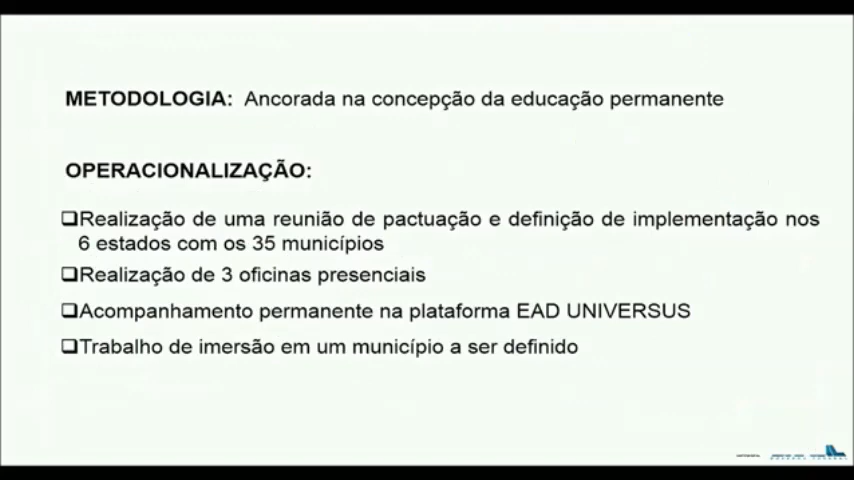 METODOLOGIA: Ancorada na concepção da educação permanente
OPERACIONALIZAÇÃO:
❑Realização de uma reunião de pactuação e definição de implementação nos
6 estados com os 35 municípios
❑Realização de 3 oficinas presenciais
❑Acompanhamento permanente na plataforma EAD UNIVERSUS
❑Trabalho de imersão em um município a ser definido